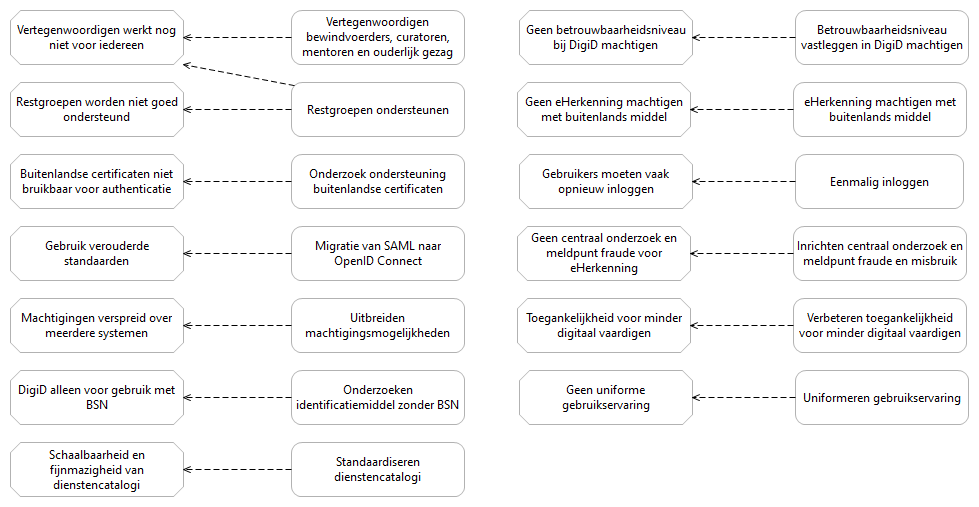 Vertegenwoordigen werkt nog
niet voor iedereen
Vertegenwoordigen
bewindvoerders, curatoren,
mentoren en ouderlijk gezag
Restgroepen worden niet goed
ondersteund
Restgroepen ondersteunen
Buitenlandse certificaten niet
bruikbaar voor authenticatie
Onderzoek ondersteuning
buitenlandse certificaten
Gebruik verouderde
standaarden
Migratie van SAML naar
OpenID Connect
Machtigingen verspreid over
meerdere systemen
Uitbreiden
machtigingsmogelijkheden
DigiD alleen voor gebruik met
BSN
Onderzoeken
identificatiemiddel zonder BSN
Schaalbaarheid en
fijnmazigheid van
dienstencatalogi
Standaardiseren
dienstencatalogi
Geen betrouwbaarheidsniveau
bij DigiD machtigen
Betrouwbaarheidsniveau
vastleggen in DigiD machtigen
Geen eHerkenning machtigen
met buitenlands middel
eHerkenning machtigen met
buitenlands middel
Gebruikers moeten vaak
opnieuw inloggen
Eenmalig inloggen
Geen centraal onderzoek en
meldpunt fraude voor
eHerkenning
Inrichten centraal onderzoek en
meldpunt fraude en misbruik
Toegankelijkheid voor minder
digitaal vaardigen
Verbeteren toegankelijkheid
voor minder digitaal vaardigen
Geen uniforme
gebruikservaring
Uniformeren gebruikservaring